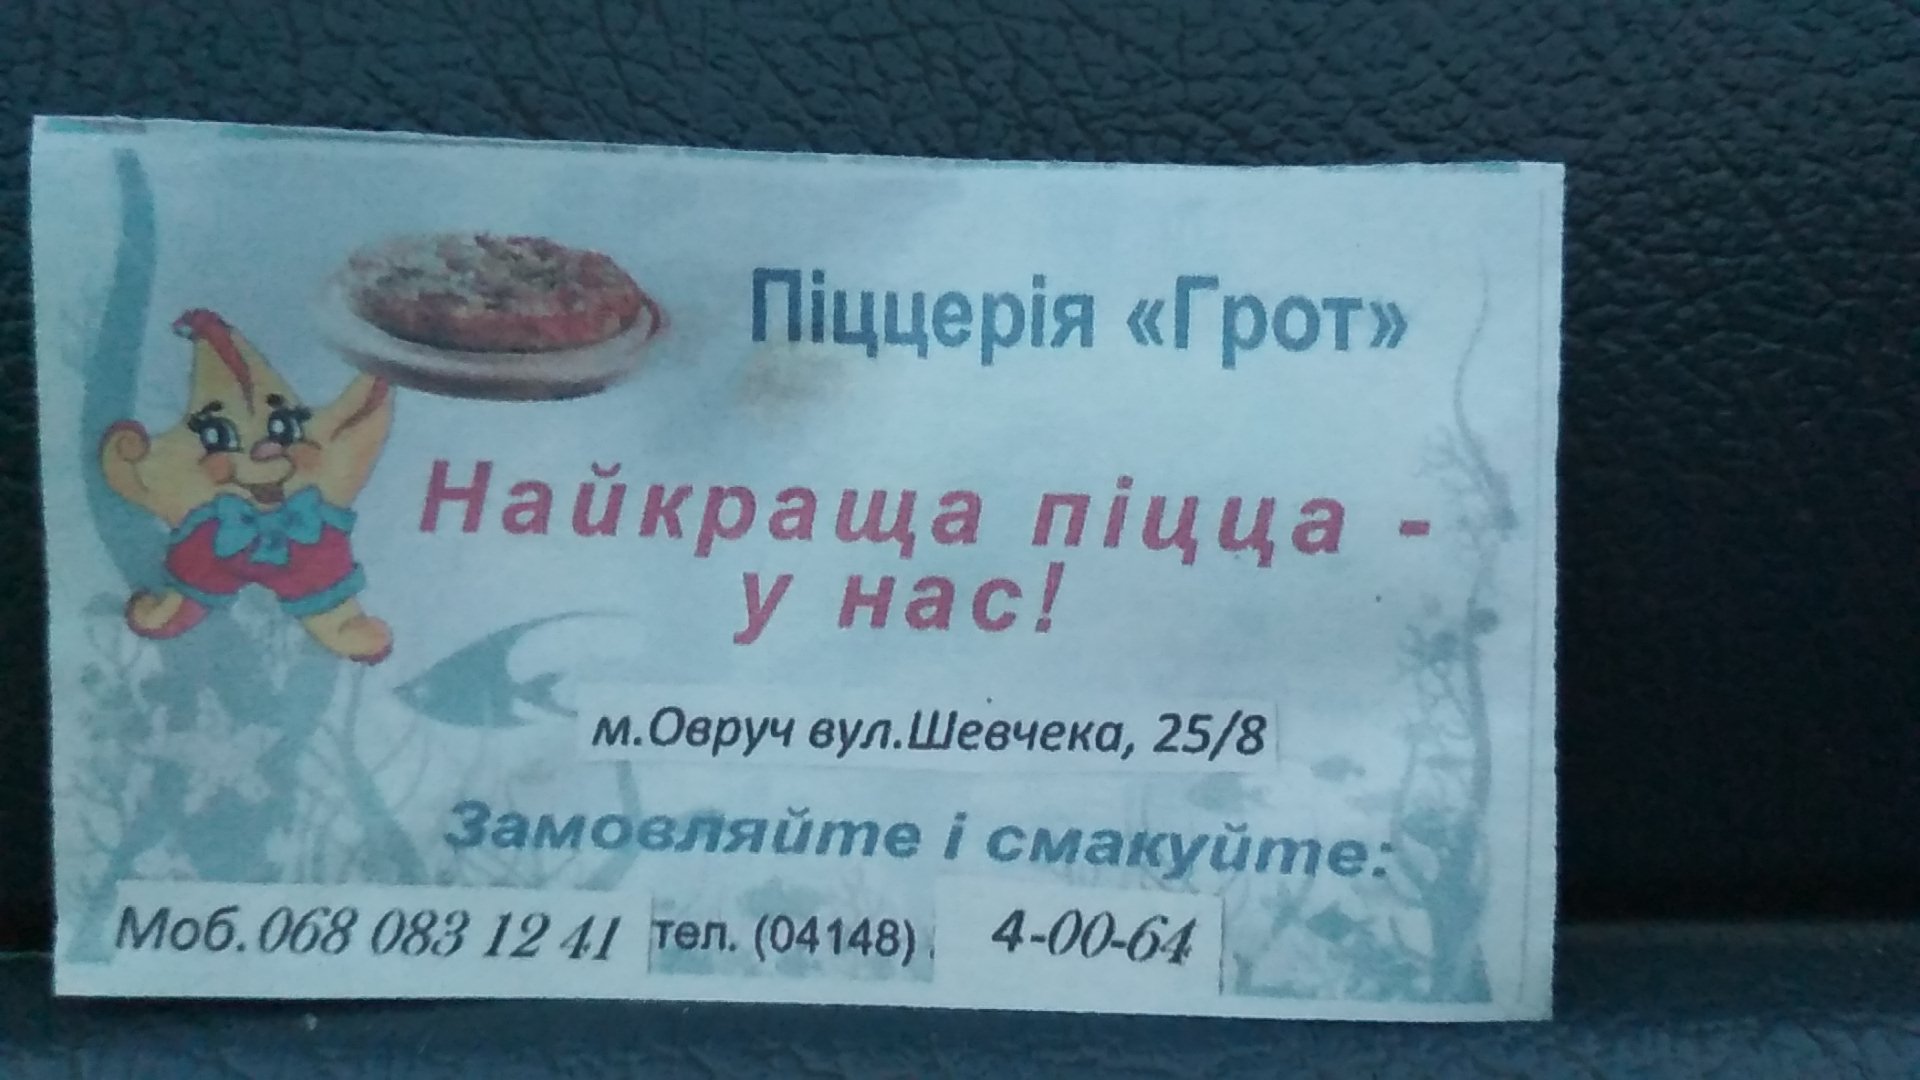 Піццерія «Грот»
Найкраща піцца -
у нас!
м.Овруч вул.Шевчека, 25/8
Замовляйте і смакуйте:
Моб. 068 083 12 41 тел. (04148) 4-00-64